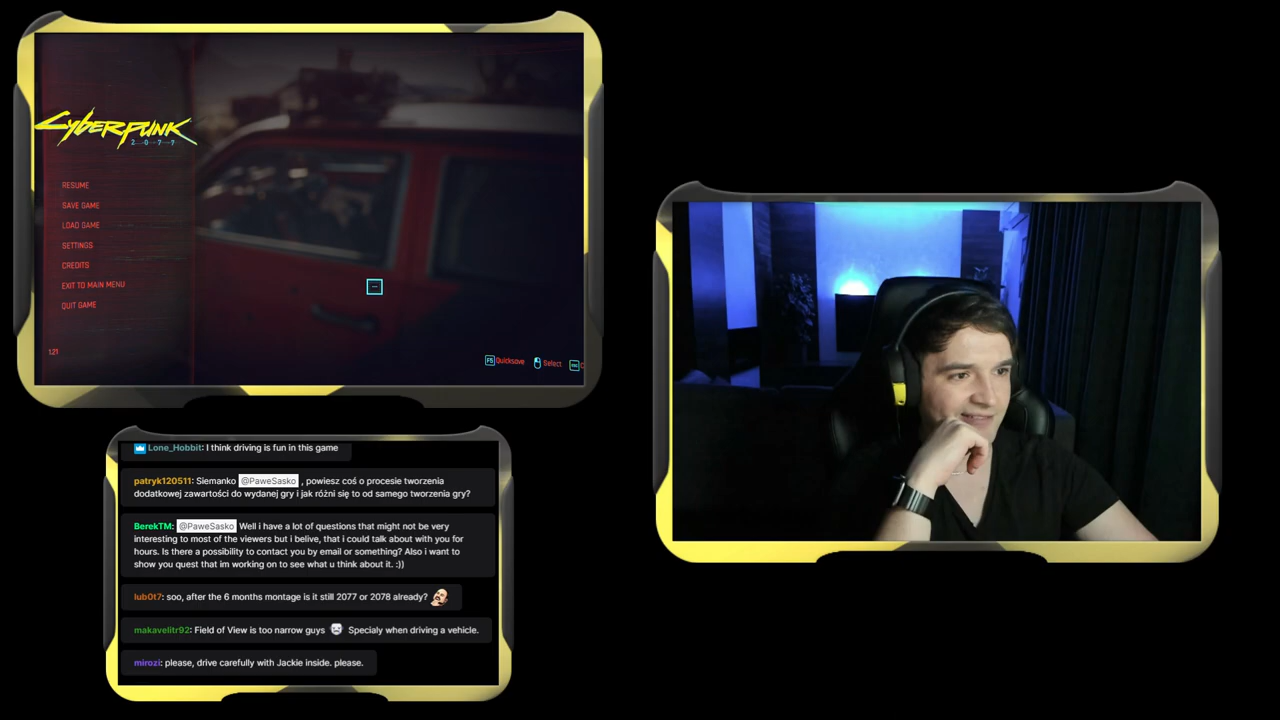 CYBERPUNK
2077
RESUME
SAVE GAME
LOAD GAME
SETTINGS
CREDITS
EXIT TO MAIN MENU
QUIT GAME
1.21
F5 Quicksave
Select
ESC
Lone_Hobbit: I think driving is fun in this game
patryk120511: Siemanko @PaweSasko , powiesz coś o procesie tworzenia
dodatkowej zawartości do wydanej gry i jak różni się to od samego tworzenia gry?
BerekTM: @PaweSasko Well i have a lot of questions that might not be very
interesting to most of the viewers but i belive, that i could talk about with you for
hours. Is there a possibility to contact you by email or something? Also i want to
show you quest that im working on to see what u think about it. :))
lub0t7: soo, after the 6 months montage is it still 2077 or 2078 already?
makavelitr92: Field of View is too narrow guys Specialy when driving a vehicle.
mirozi: please, drive carefully with Jackie inside. please.